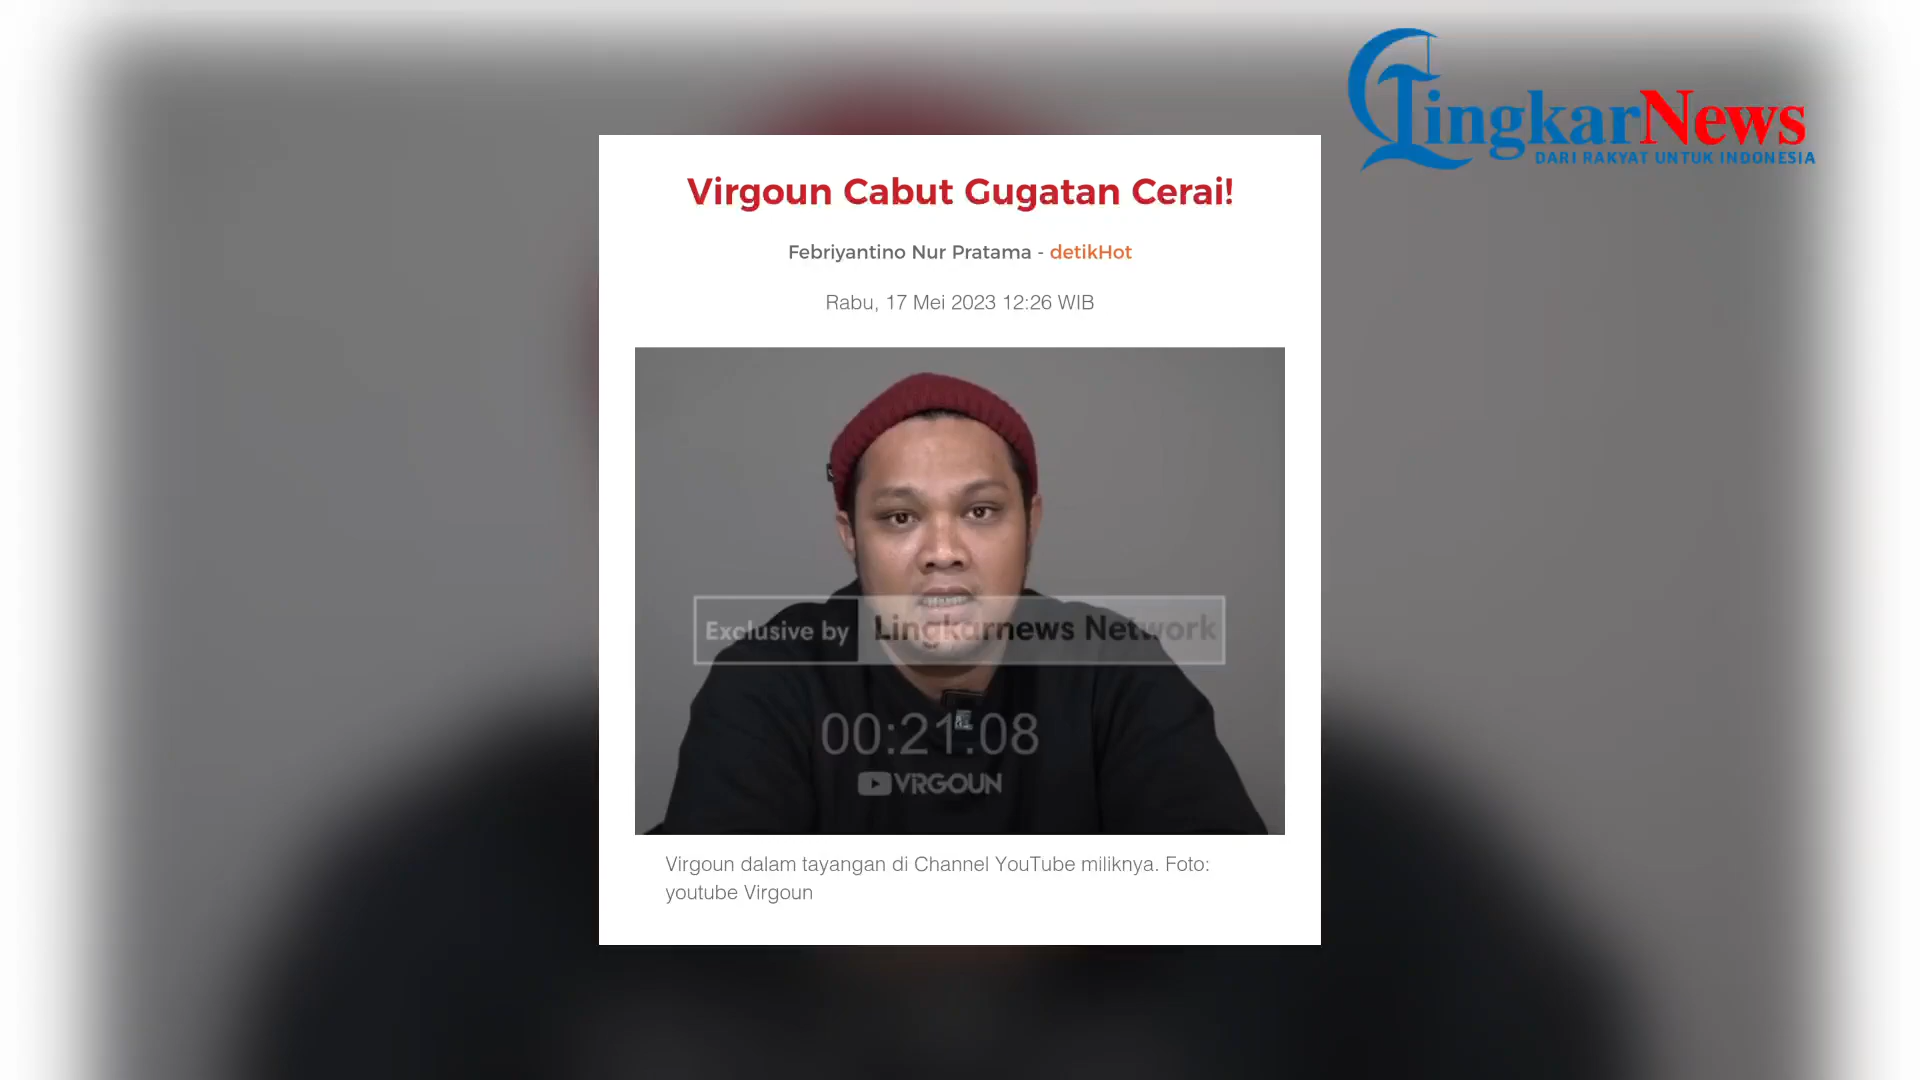 LingkarNews
DARI RAKYAT UNTUK INDONESIA
Virgoun Cabut Gugatan Cerai!
Febriyantino Nur Pratama - detikHot
Rabu, 17 Mei 2023 12:26 WIB
Exclusive by Lingkarnews Network
00:21:08
VIRGOUN
Virgoun dalam tayangan di Channel YouTube miliknya. Foto:
youtube Virgoun